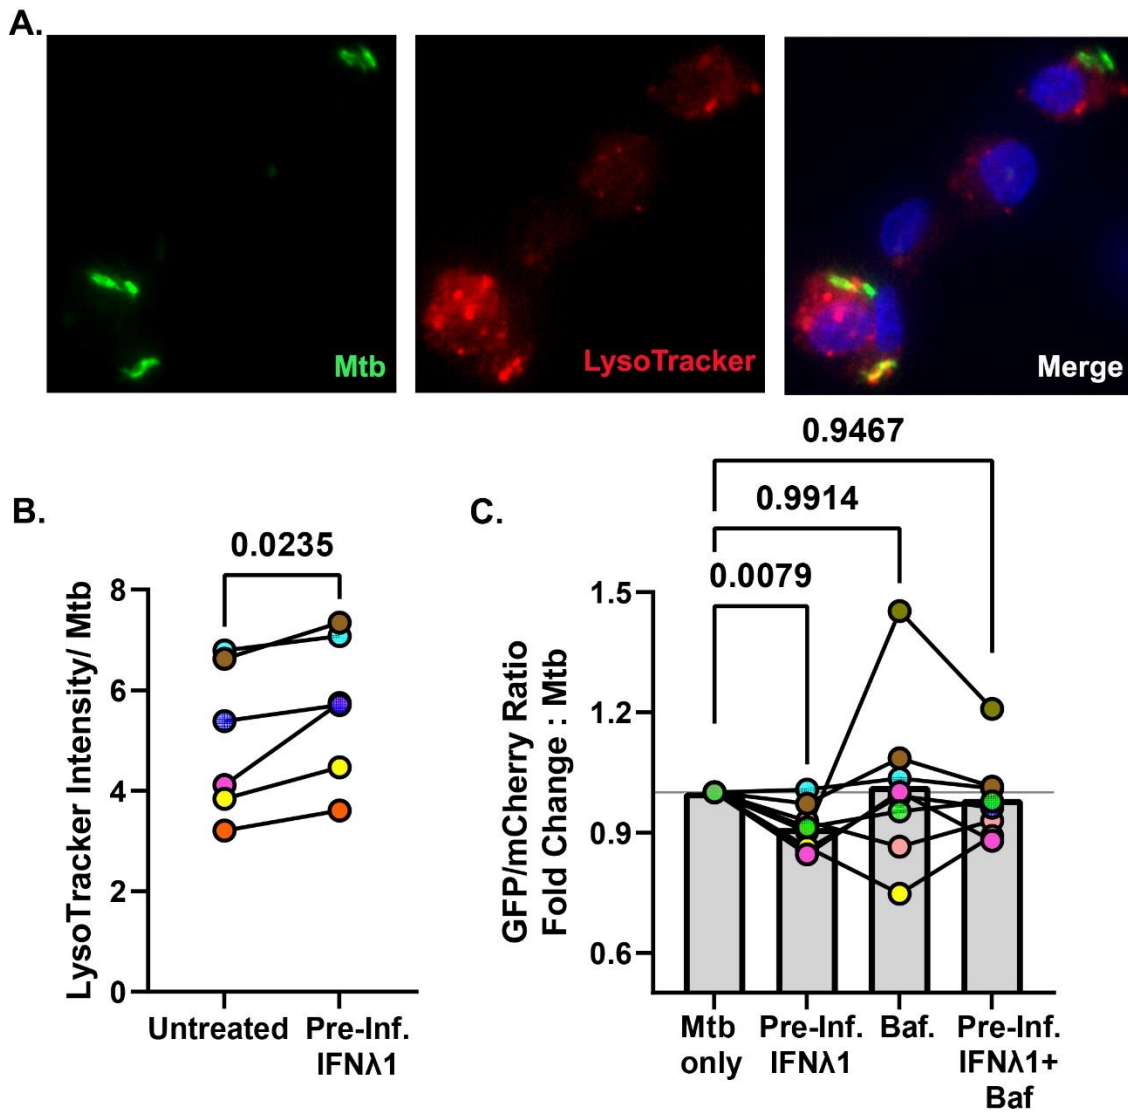 A.
Mtb
LysoTracker
Merge
B.
LysoTracker Intensity/ Mtb
0.0235
8
6
4
2
0
Untreated
Pre-Inf.
IFNλ1
C.
GFP/mCherry Ratio
Fold Change : Mtb
0.9467
0.9914
0.0079
1.5
1.2
0.9
0.6
Mtb
only
Pre-Inf.
IFNλ1
Baf.
Pre-Inf.
IFNλ1+
Baf